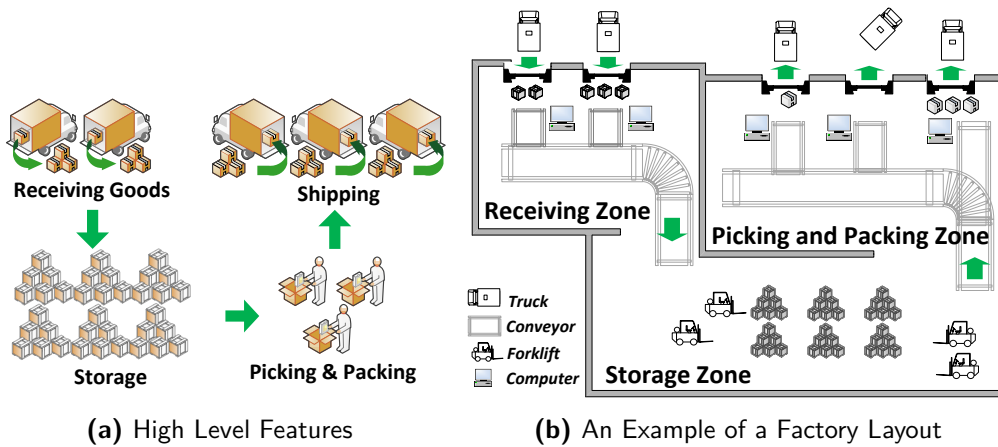 Receiving Goods
Shipping
Storage
Picking & Packing
(a) High Level Features
Receiving Zone
Picking and Packing Zone
Truck
Conveyor
Forklift
Computer
Storage Zone
(b) An Example of a Factory Layout